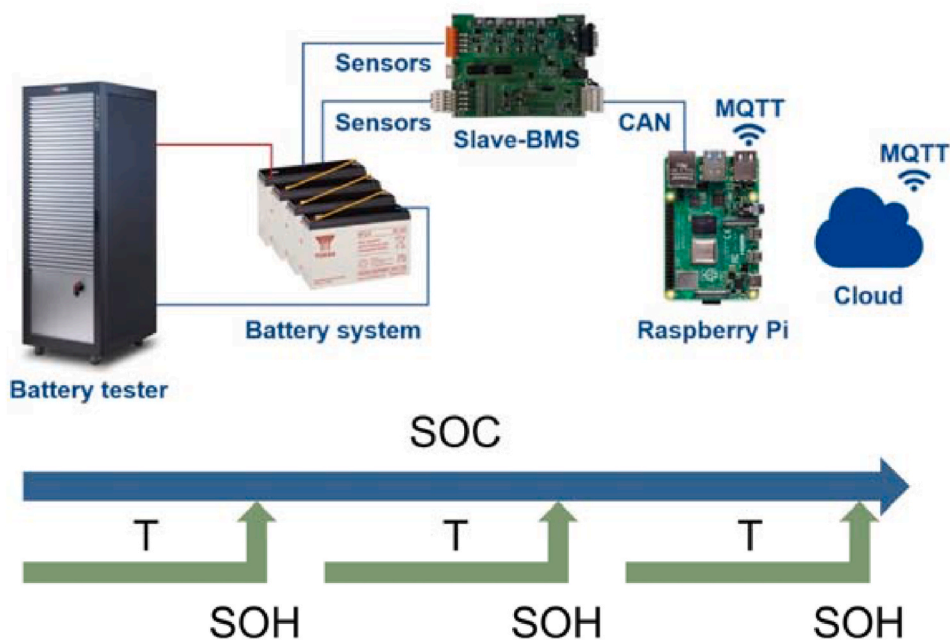 Sensors
MQTT
Sensors
Slave-BMS
CAN
MQTT
Battery system
Raspberry Pi
Cloud
Battery tester
SOC
T T T
SOH SOH SOH